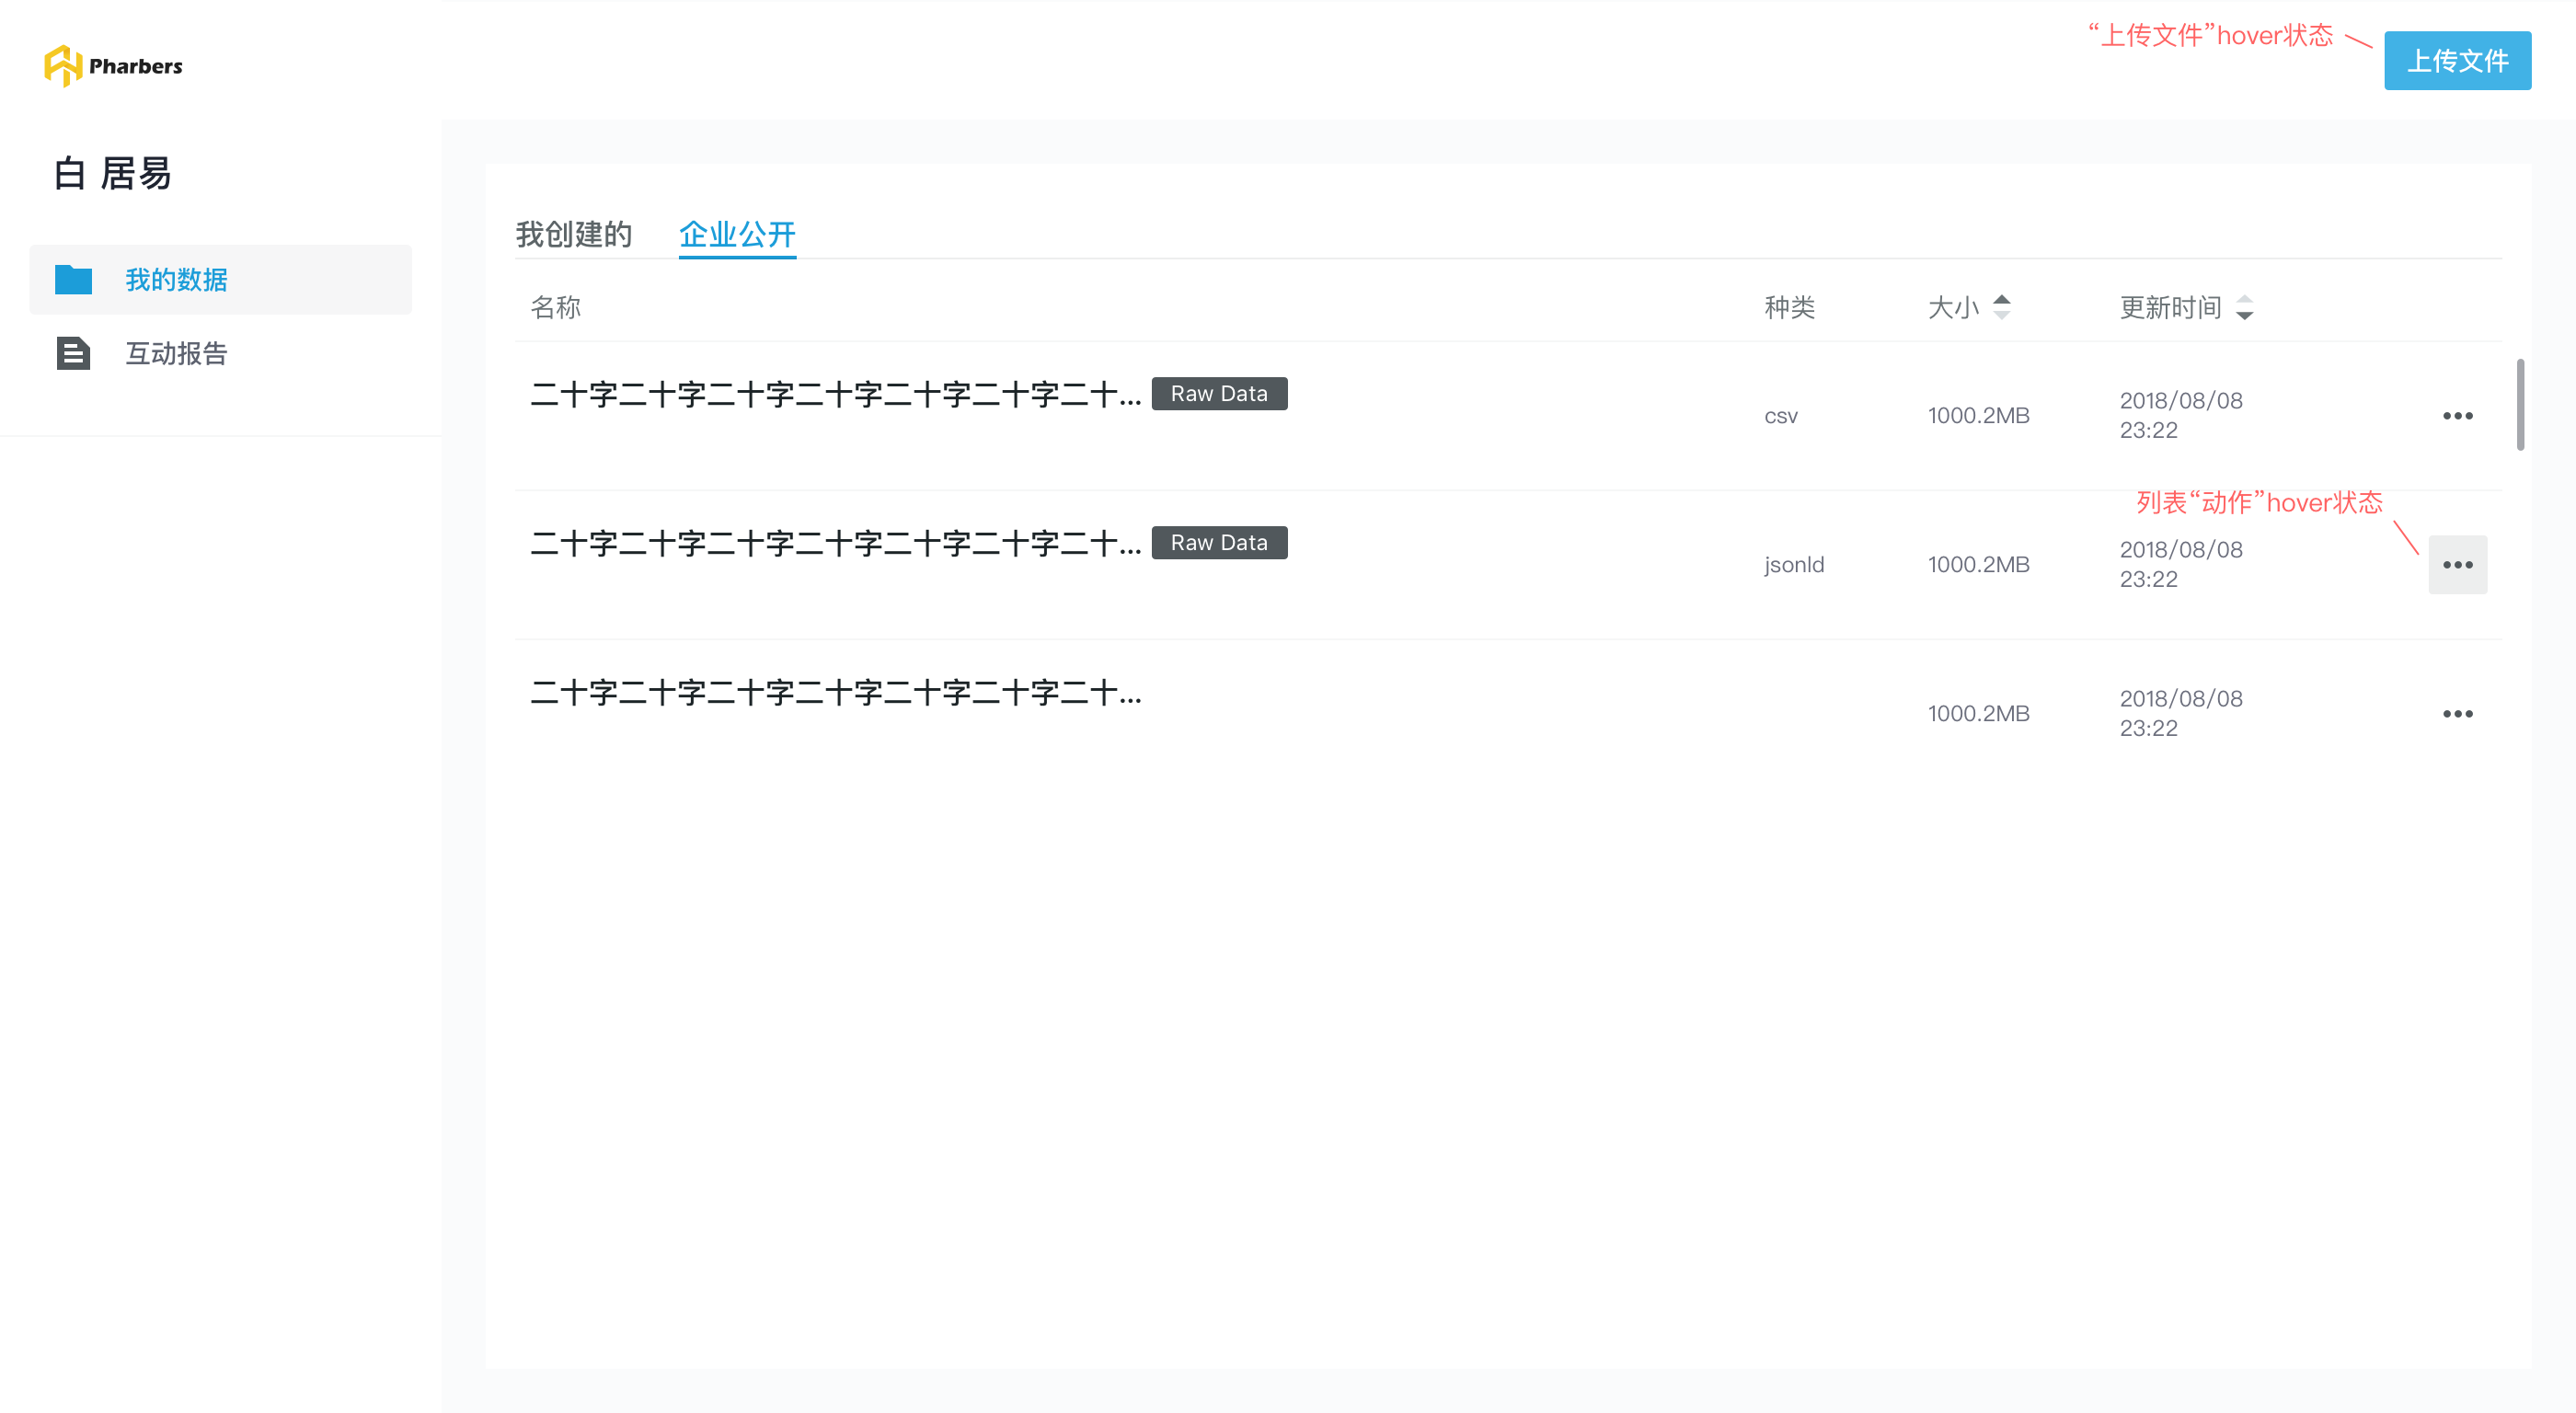 Pharbers
“上传文件”hover状态
上传文件
白 居易
我的数据
互动报告
我创建的 企业公开
名称 种类 大小 更新时间
二十字二十字二十字二十字二十字二十字二十... Raw Data
csv 1000.2MB 2018/08/08
23:22
列表“动作”hover状态
二十字二十字二十字二十字二十字二十字二十... Raw Data
jsonld 1000.2MB 2018/08/08
23:22
二十字二十字二十字二十字二十字二十字二十...
1000.2MB 2018/08/08
23:22